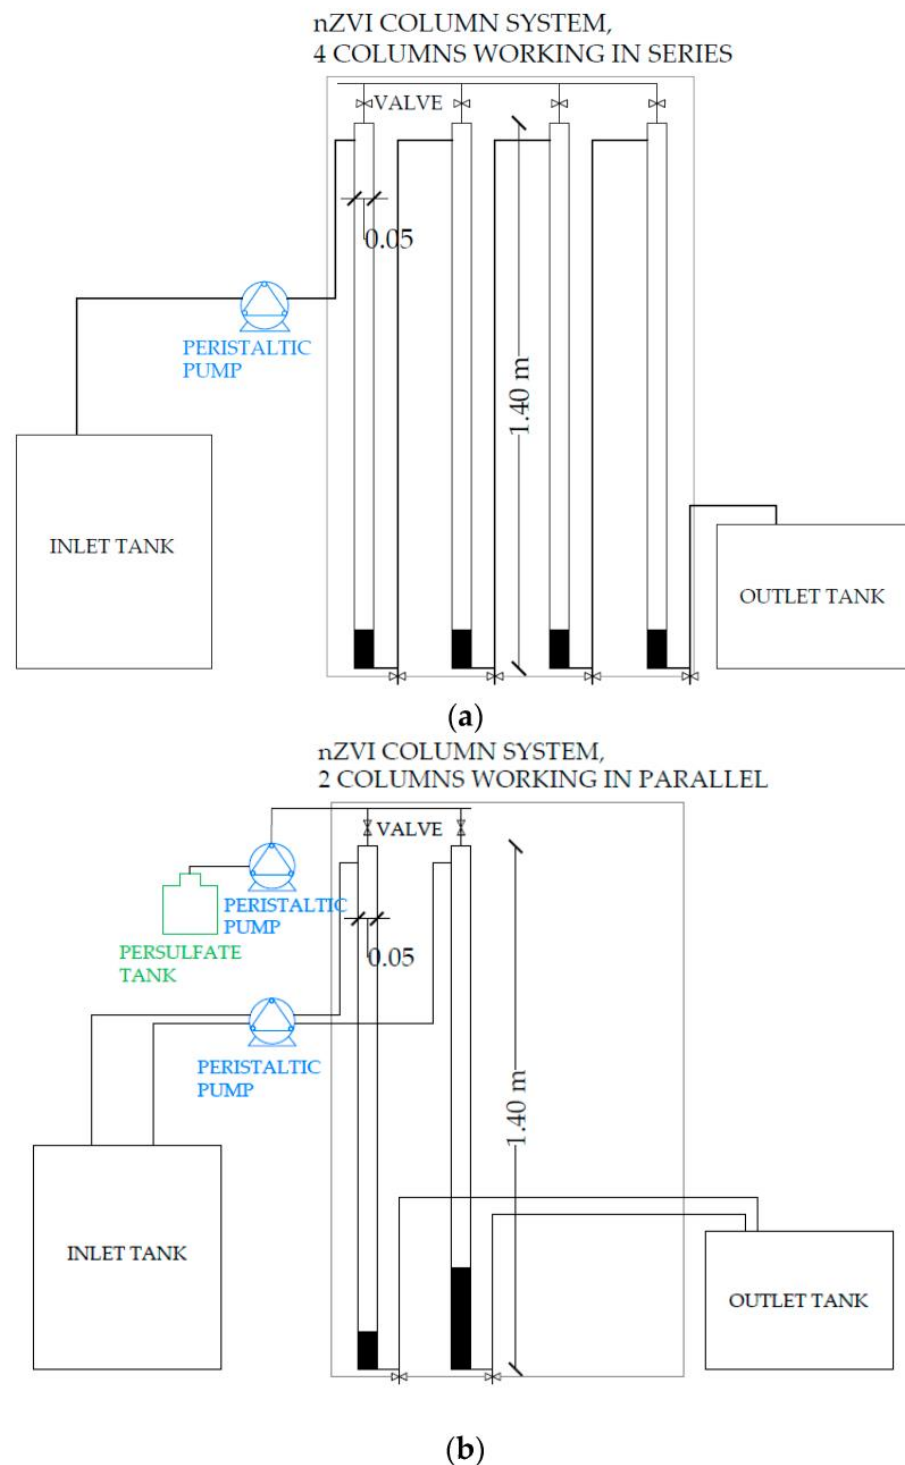 nZVI COLUMN SYSTEM,
4 COLUMNS WORKING IN SERIES
VALVE
0.05
PERISTALTIC
PUMP
1.40 m
INLET TANK
OUTLET TANK
(a)
nZVI COLUMN SYSTEM,
2 COLUMNS WORKING IN PARALLEL
VALVE
PERISTALTIC
PUMP
PERSULFATE
TANK
0.05
PERISTALTIC
PUMP
1.40 m
INLET TANK
OUTLET TANK
(b)